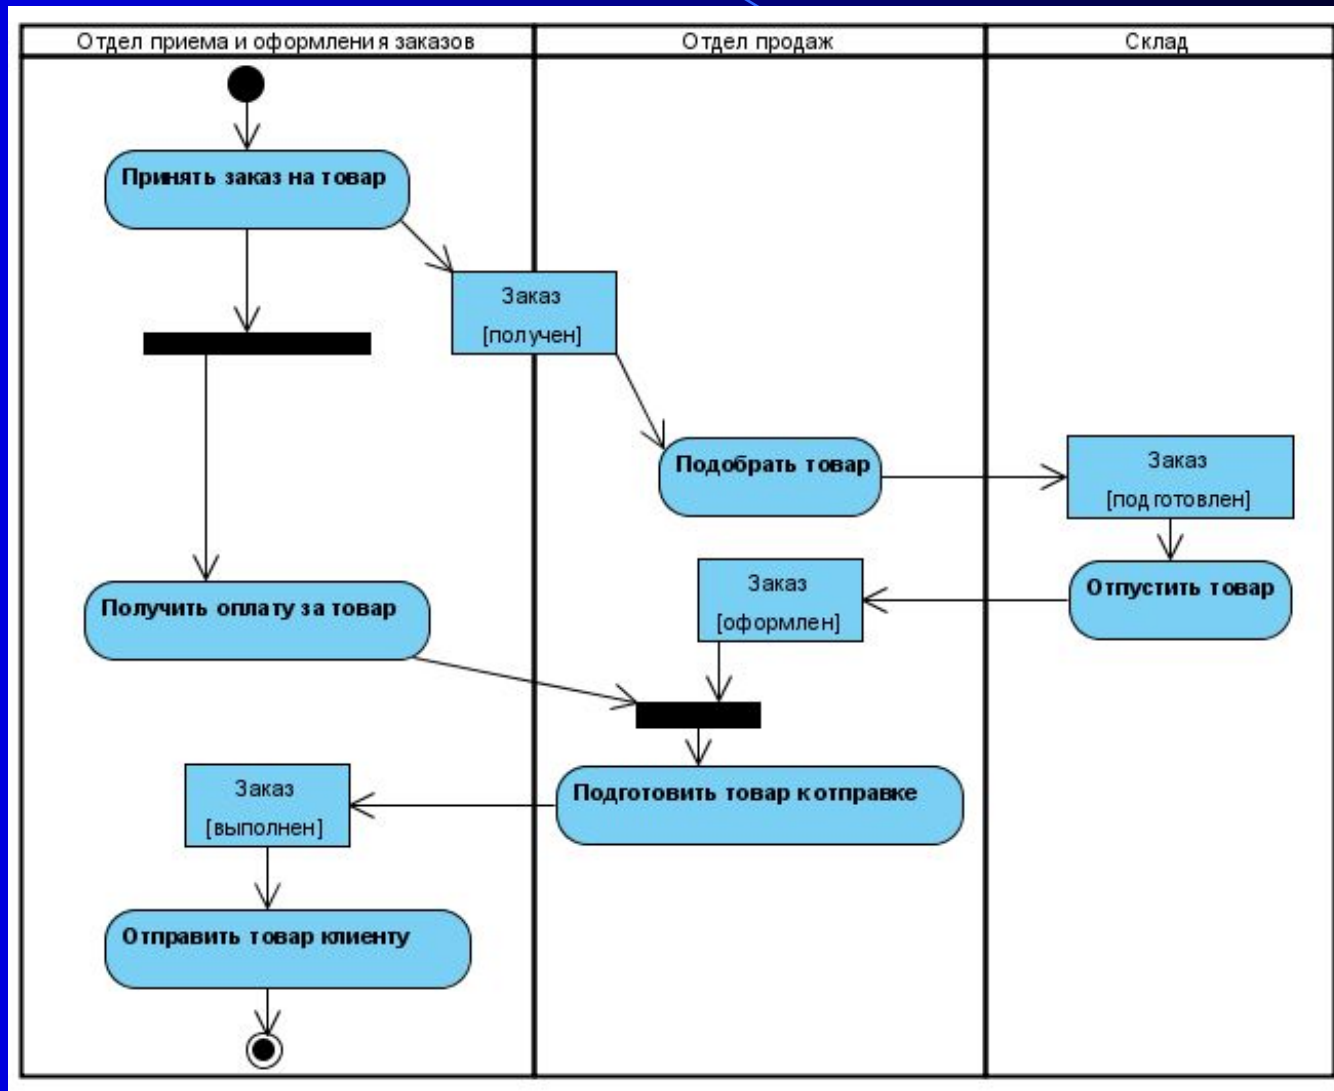 Отдел приема и оформления заказов
Отдел продаж
Склад
Принять заказ на товар
Заказ
[получен]
Подобрать товар
Заказ
[подготовлен]
Отпустить товар
Заказ
[оформлен]
Получить оплату за товар
Подготовить товар к отправке
Заказ
[выполнен]
Отправить товар клиенту